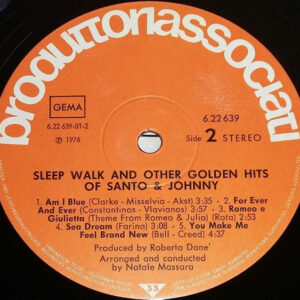 produttoriassociati
GEMA
6.22 639-01-2
℗ 1976
6.22 639
Side 2 STEREO
SLEEP WALK AND OTHER GOLDEN HITS
OF SANTO & JOHNNY
1. Am I Blue (Clarke - Misselvia - Akst) 3:35 - 2. For Ever
And Ever (Constantinos - Vlavianos) 3:57 - 3. Romeo e
Giulietta (Theme From Romeo & Julia) (Rota) 2:53
4. Sea Dream (Farina) 3:08 - 5. You Make Me
Feel Brand New (Bell - Creed) 4:37
Produced by Roberto Dane'
Arranged and conducted by
Natale Massara
33